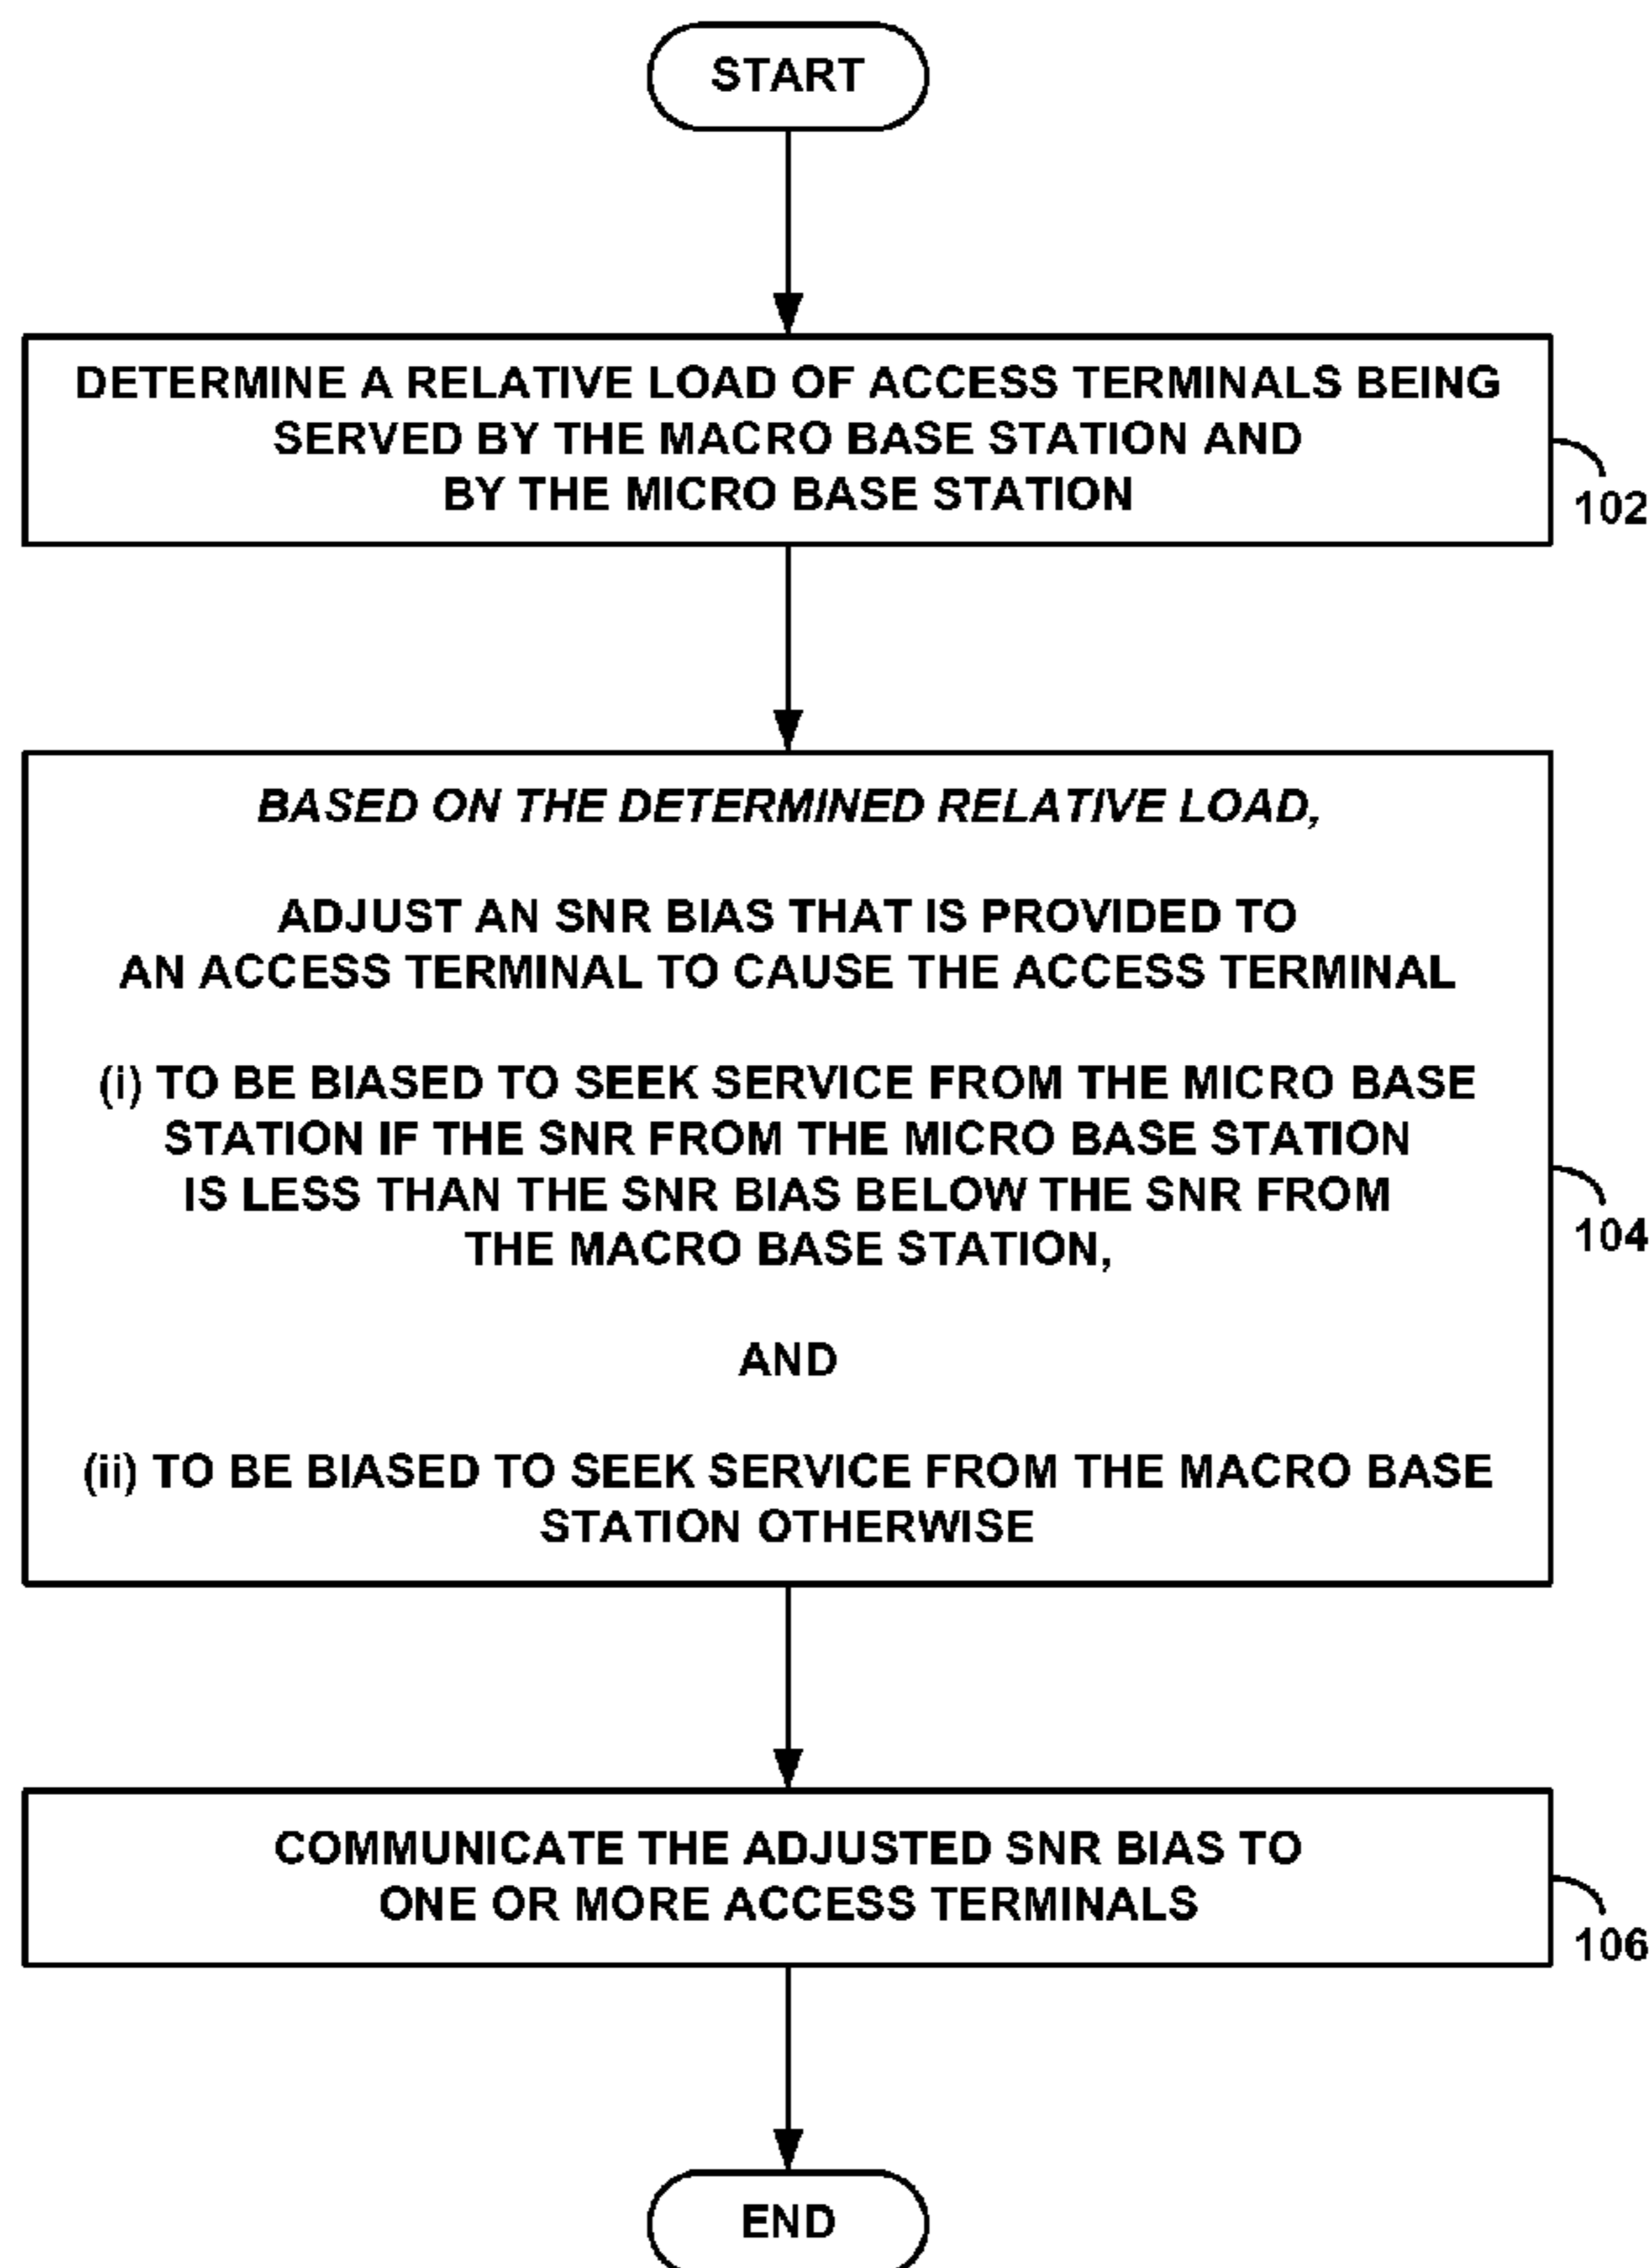 START
DETERMINE A RELATIVE LOAD OF ACCESS TERMINALS BEING
SERVED BY THE MACRO BASE STATION AND
BY THE MICRO BASE STATION
102
BASED ON THE DETERMINED RELATIVE LOAD,
ADJUST AN SNR BIAS THAT IS PROVIDED TO
AN ACCESS TERMINAL TO CAUSE THE ACCESS TERMINAL
(i) TO BE BIASED TO SEEK SERVICE FROM THE MICRO BASE
STATION IF THE SNR FROM THE MICRO BASE STATION
IS LESS THAN THE SNR BIAS BELOW THE SNR FROM
THE MACRO BASE STATION,
AND
(ii) TO BE BIASED TO SEEK SERVICE FROM THE MACRO BASE
STATION OTHERWISE
104
COMMUNICATE THE ADJUSTED SNR BIAS TO
ONE OR MORE ACCESS TERMINALS
106
END